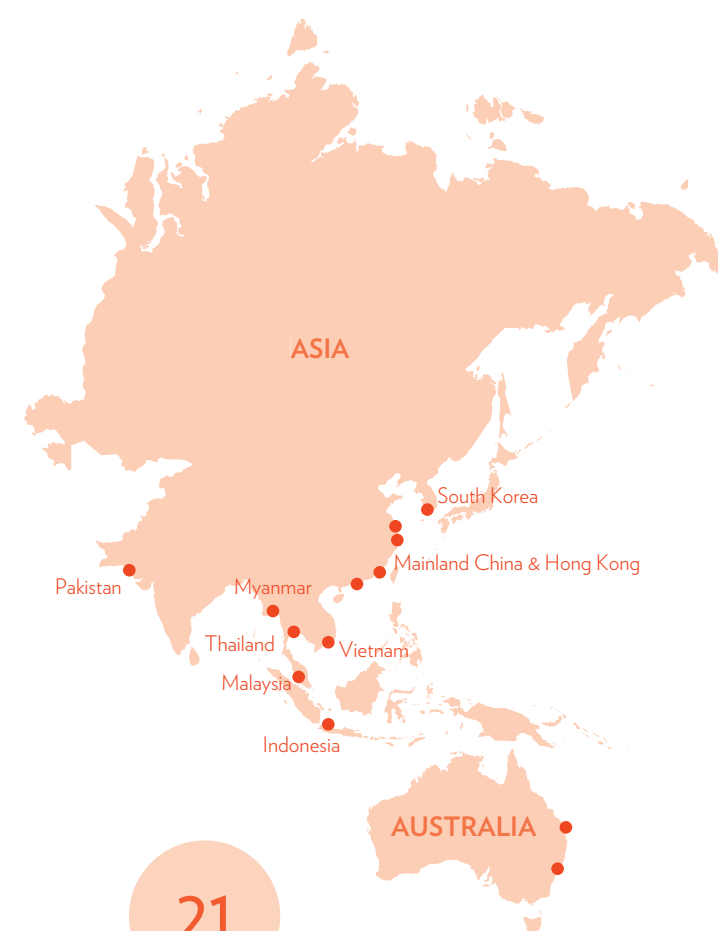 ASIA
South Korea
Mainland China & Hong Kong
Pakistan
Myanmar
Thailand
Vietnam
Malaysia
Indonesia
AUSTRALIA
21